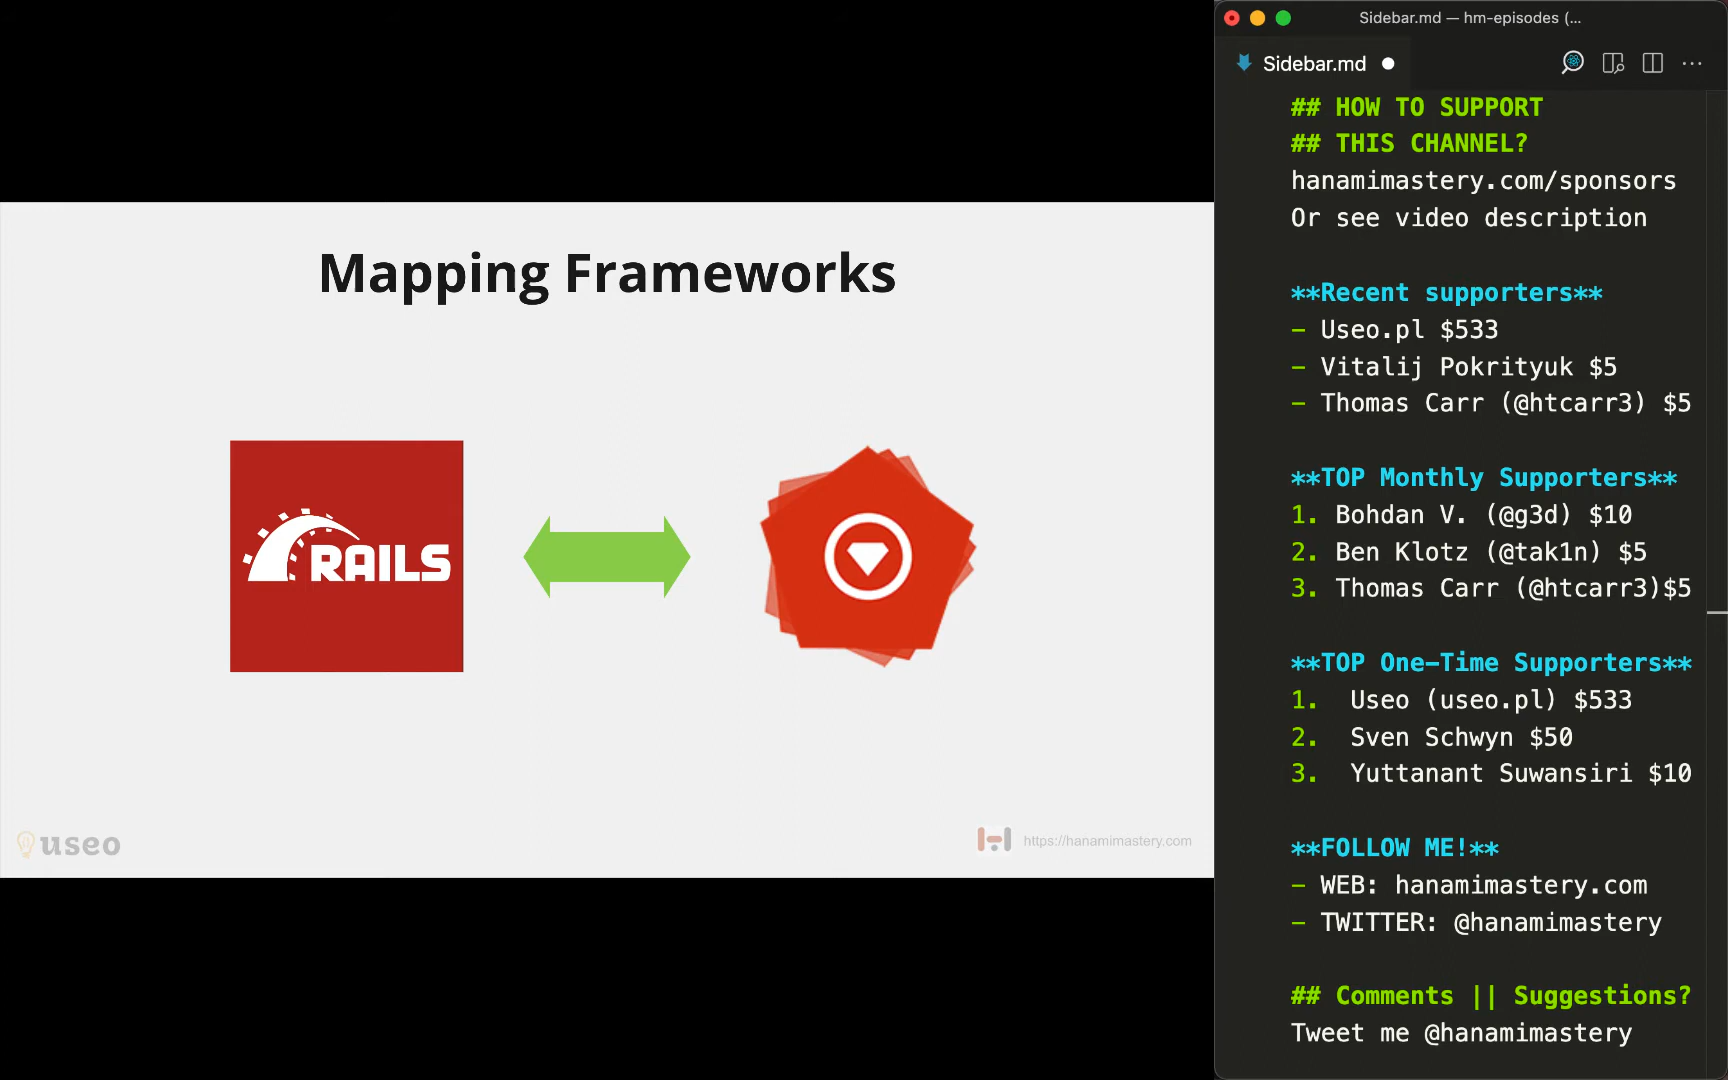 Mapping Frameworks
RAILS
useo
https://hanamimastery.com
Sidebar.md — hm-episodes (...
Sidebar.md
## HOW TO SUPPORT
## THIS CHANNEL?
hanamimastery.com/sponsors
Or see video description
**Recent supporters**
- Useo.pl $533
- Vitalij Pokrityuk $5
- Thomas Carr (@htcarr3) $5
**TOP Monthly Supporters**
1. Bohdan V. (@g3d) $10
2. Ben Klotz (@tak1n) $5
3. Thomas Carr (@htcarr3)$5
**TOP One-Time Supporters**
1. Useo (useo.pl) $533
2. Sven Schwyn $50
3. Yuttanant Suwansiri $10
**FOLLOW ME!**
- WEB: hanamimastery.com
- TWITTER: @hanamimastery
## Comments || Suggestions?
Tweet me @hanamimastery